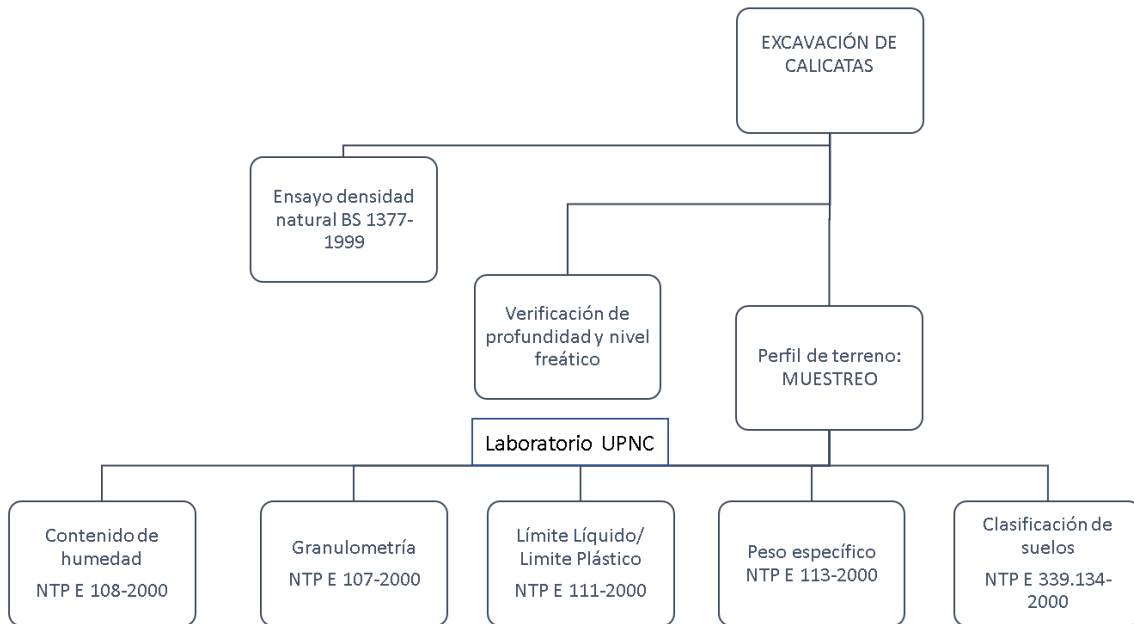 EXCAVACIÓN DE
CALICATAS
Ensayo densidad
natural BS 1377-
1999
Verificación de
profundidad y nivel
freático
Perfil de terreno:
MUESTREO
Laboratorio UPNC
Contenido de
humedad
NTP E 108-2000
Granulometría
NTP E 107-2000
Límite Líquido/
Limite Plástico
NTP E 111-2000
Peso específico
NTP E 113-2000
Clasificación de
suelos
NTP E 339.134-
2000